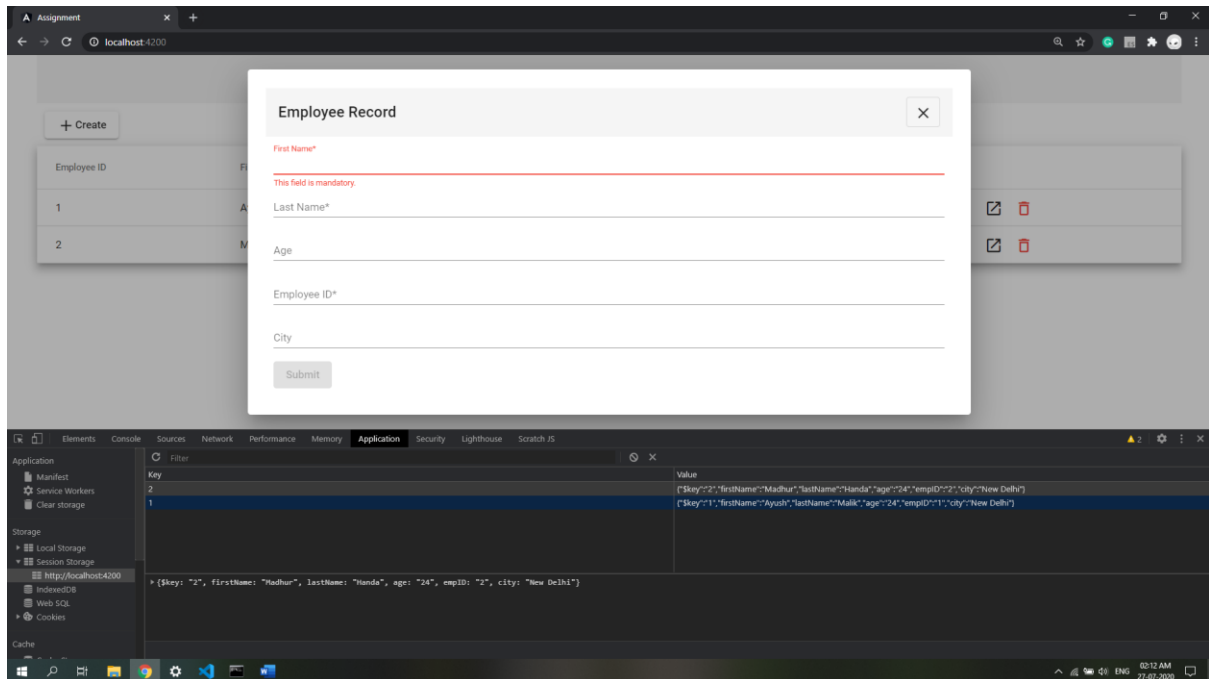 Assignment
localhost:4200
Employee Record
+ Create
First Name*
Employee ID Fi
This field is mandatory.
1 A
Last Name*
2 M
Age
Employee ID*
City
Submit
Elements Console Sources Network Performance Memory Application Security Lighthouse Scratch JS 2
Application
Filter
Manifest
Key Value
Service Workers
2 {"$key":"2","firstName":"Madhur","lastName":"Handa","age":"24","empID":"2","city":"New Delhi"}
Clear storage
1 {"$key":"1","firstName":"Ayush","lastName":"Malik","age":"24","empID":"1","city":"New Delhi"}
Storage
Local Storage
Session Storage
http://localhost:4200
{$key: "2", firstName: "Madhur", lastName: "Handa", age: "24", empID: "2", city: "New Delhi"}
IndexedDB
Web SQL
Cookies
Cache
ENG
02:12 AM
27-07-2020